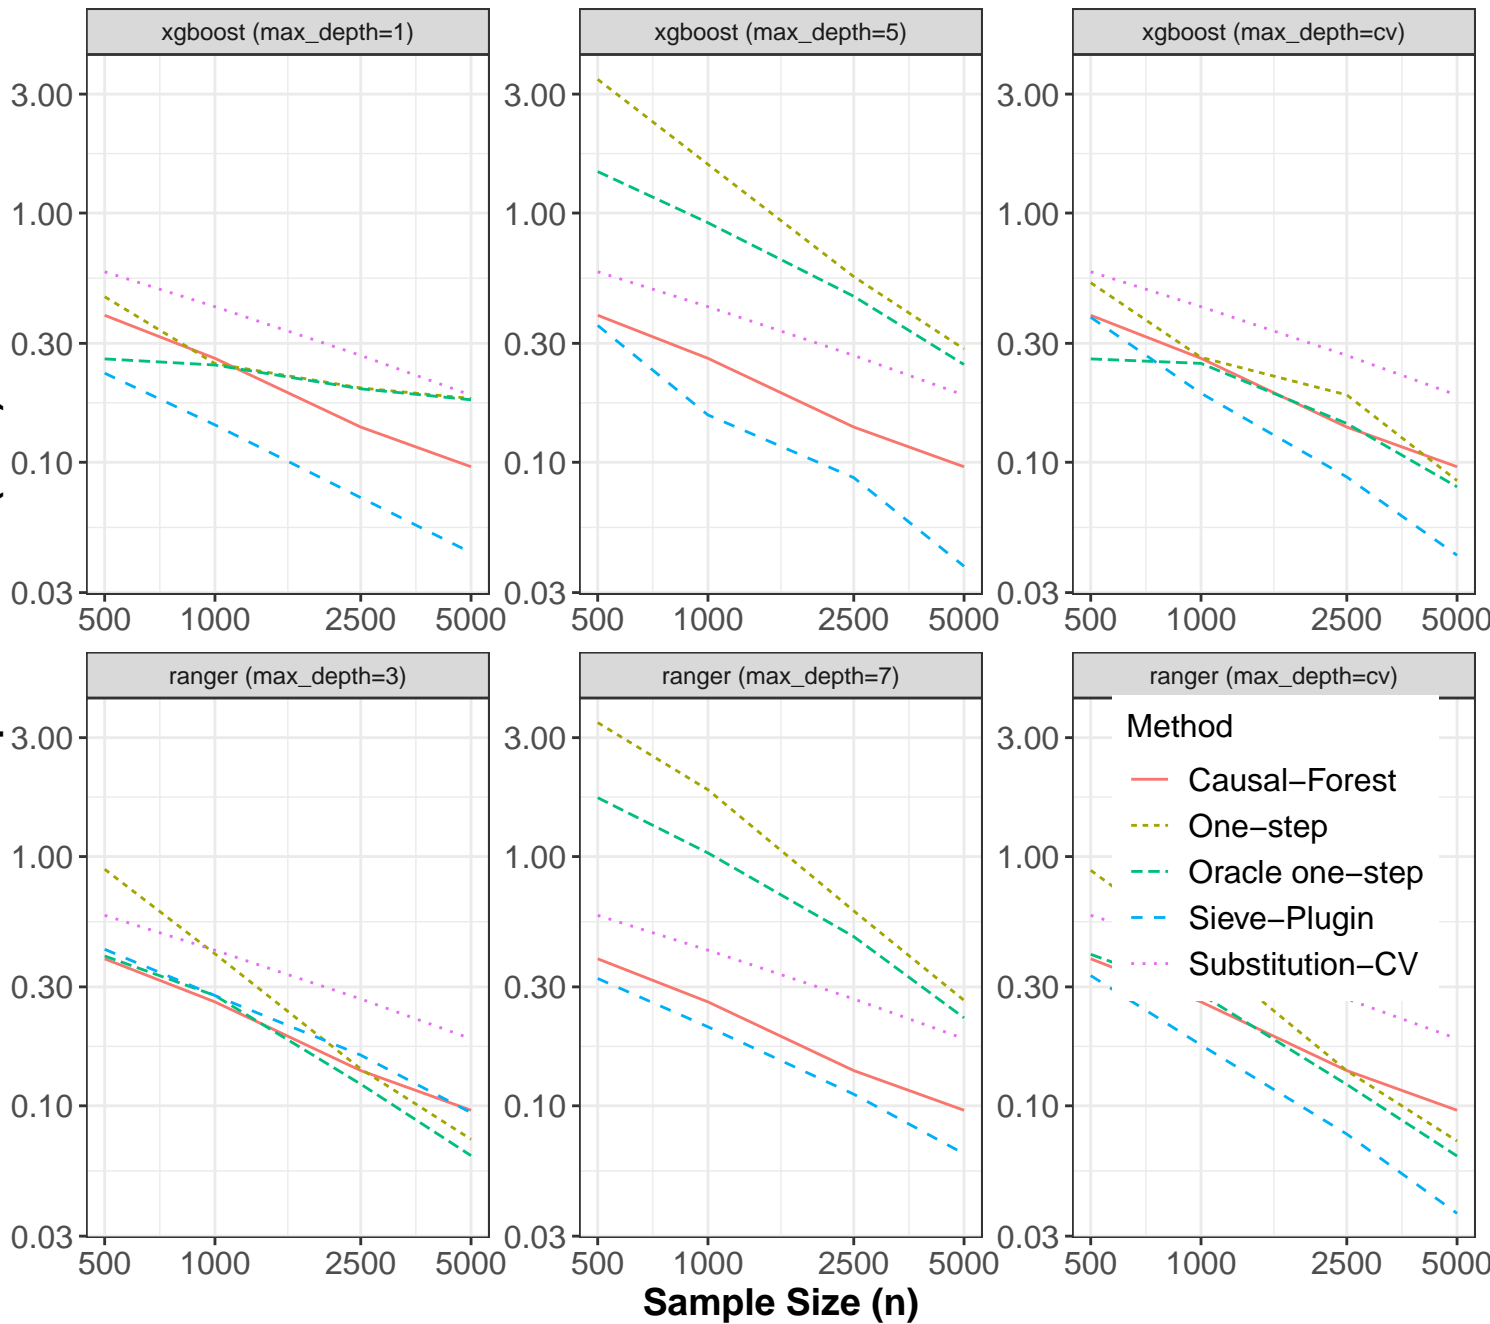 xgboost (max_depth=1)
xgboost (max_depth=5)
xgboost (max_depth=cv)
3.00
1.00
0.30
0.10
0.03
3.00
1.00
0.30
0.10
0.03
3.00
1.00
0.30
0.10
0.03
500 1000 2500 5000
500 1000 2500 5000
500 1000 2500 5000
ranger (max_depth=3)
ranger (max_depth=7)
ranger (max_depth=cv)
3.00
1.00
0.30
0.10
0.03
3.00
1.00
0.30
0.10
0.03
3.00
1.00
0.30
0.10
0.03
Method
Causal−Forest
One−step
Oracle one−step
Sieve−Plugin
Substitution−CV
500 1000 2500 5000
500 1000 2500 5000
500 1000 2500 5000
Sample Size (n)